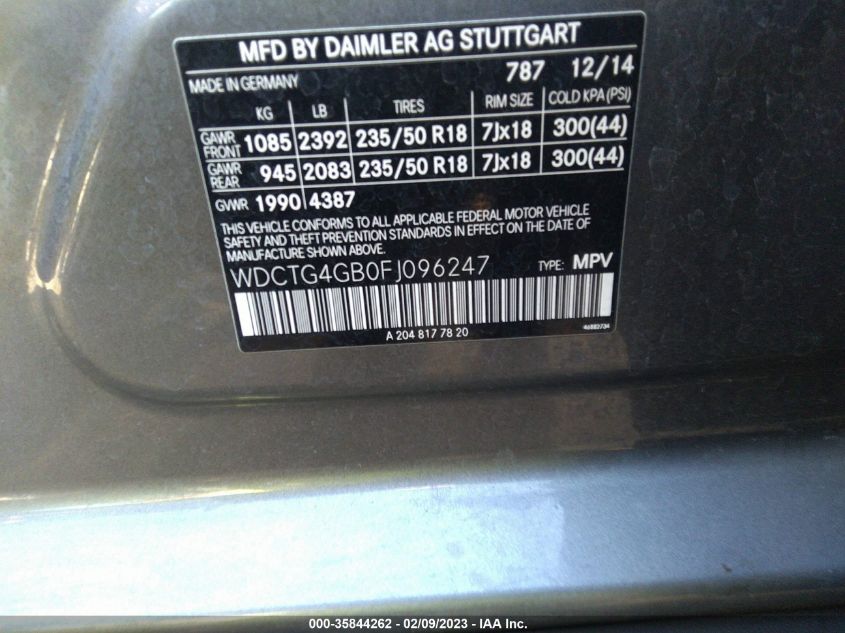 MFD BY DAIMLER AG STUTTGART
MADE IN GERMANY 787 12/14
KG LB TIRES RIM SIZE COLD KPA(PSI)
GAWR FRONT 1085 2392 235/50 R18 7Jx18 300(44)
GAWR REAR 945 2083 235/50 R18 7Jx18 300(44)
GVWR 1990 4387
THIS VEHICLE CONFORMS TO ALL APPLICABLE FEDERAL MOTOR VEHICLE
SAFETY AND THEFT PREVENTION STANDARDS IN EFFECT ON THE DATE OF
MANUFACTURE SHOWN ABOVE.
WDCTG4GB0FJ096247 TYPE: MPV
A 204 817 78 20 46882734
000-35844262 - 02/09/2023 - IAA Inc.